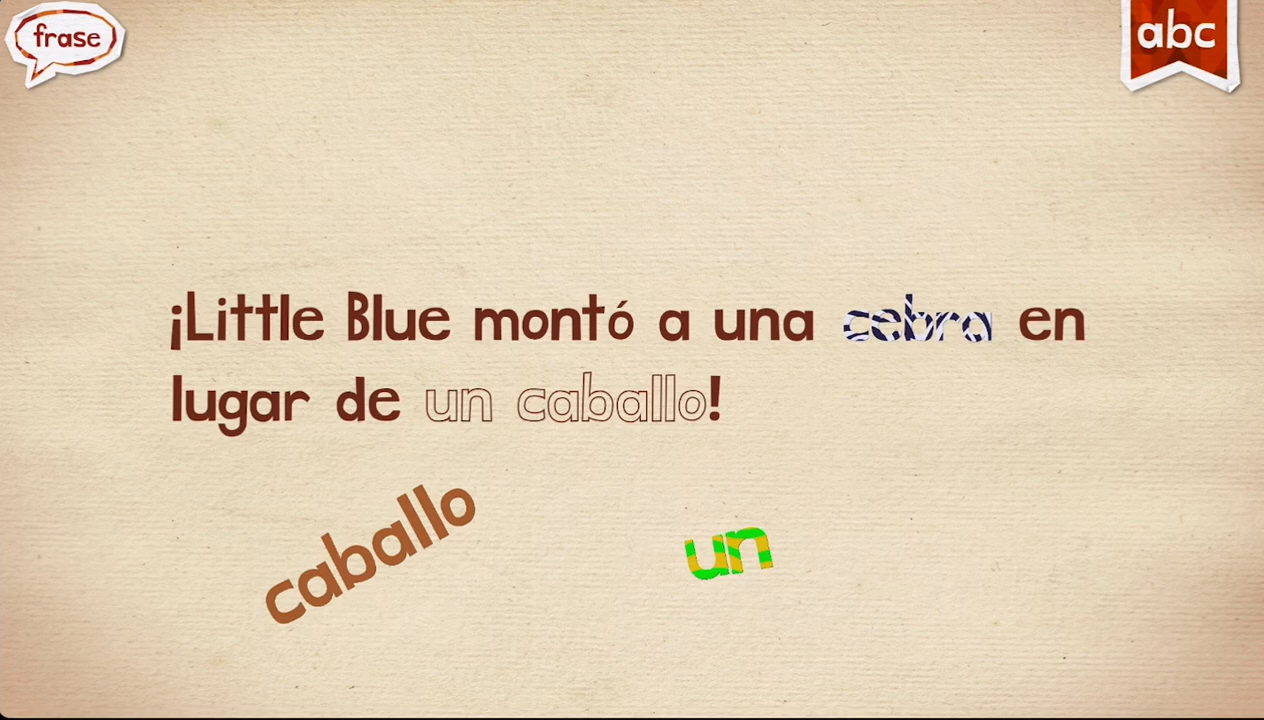 frase
abc
¡Little Blue montó a una cebra en
lugar de un caballo!
caballo
un